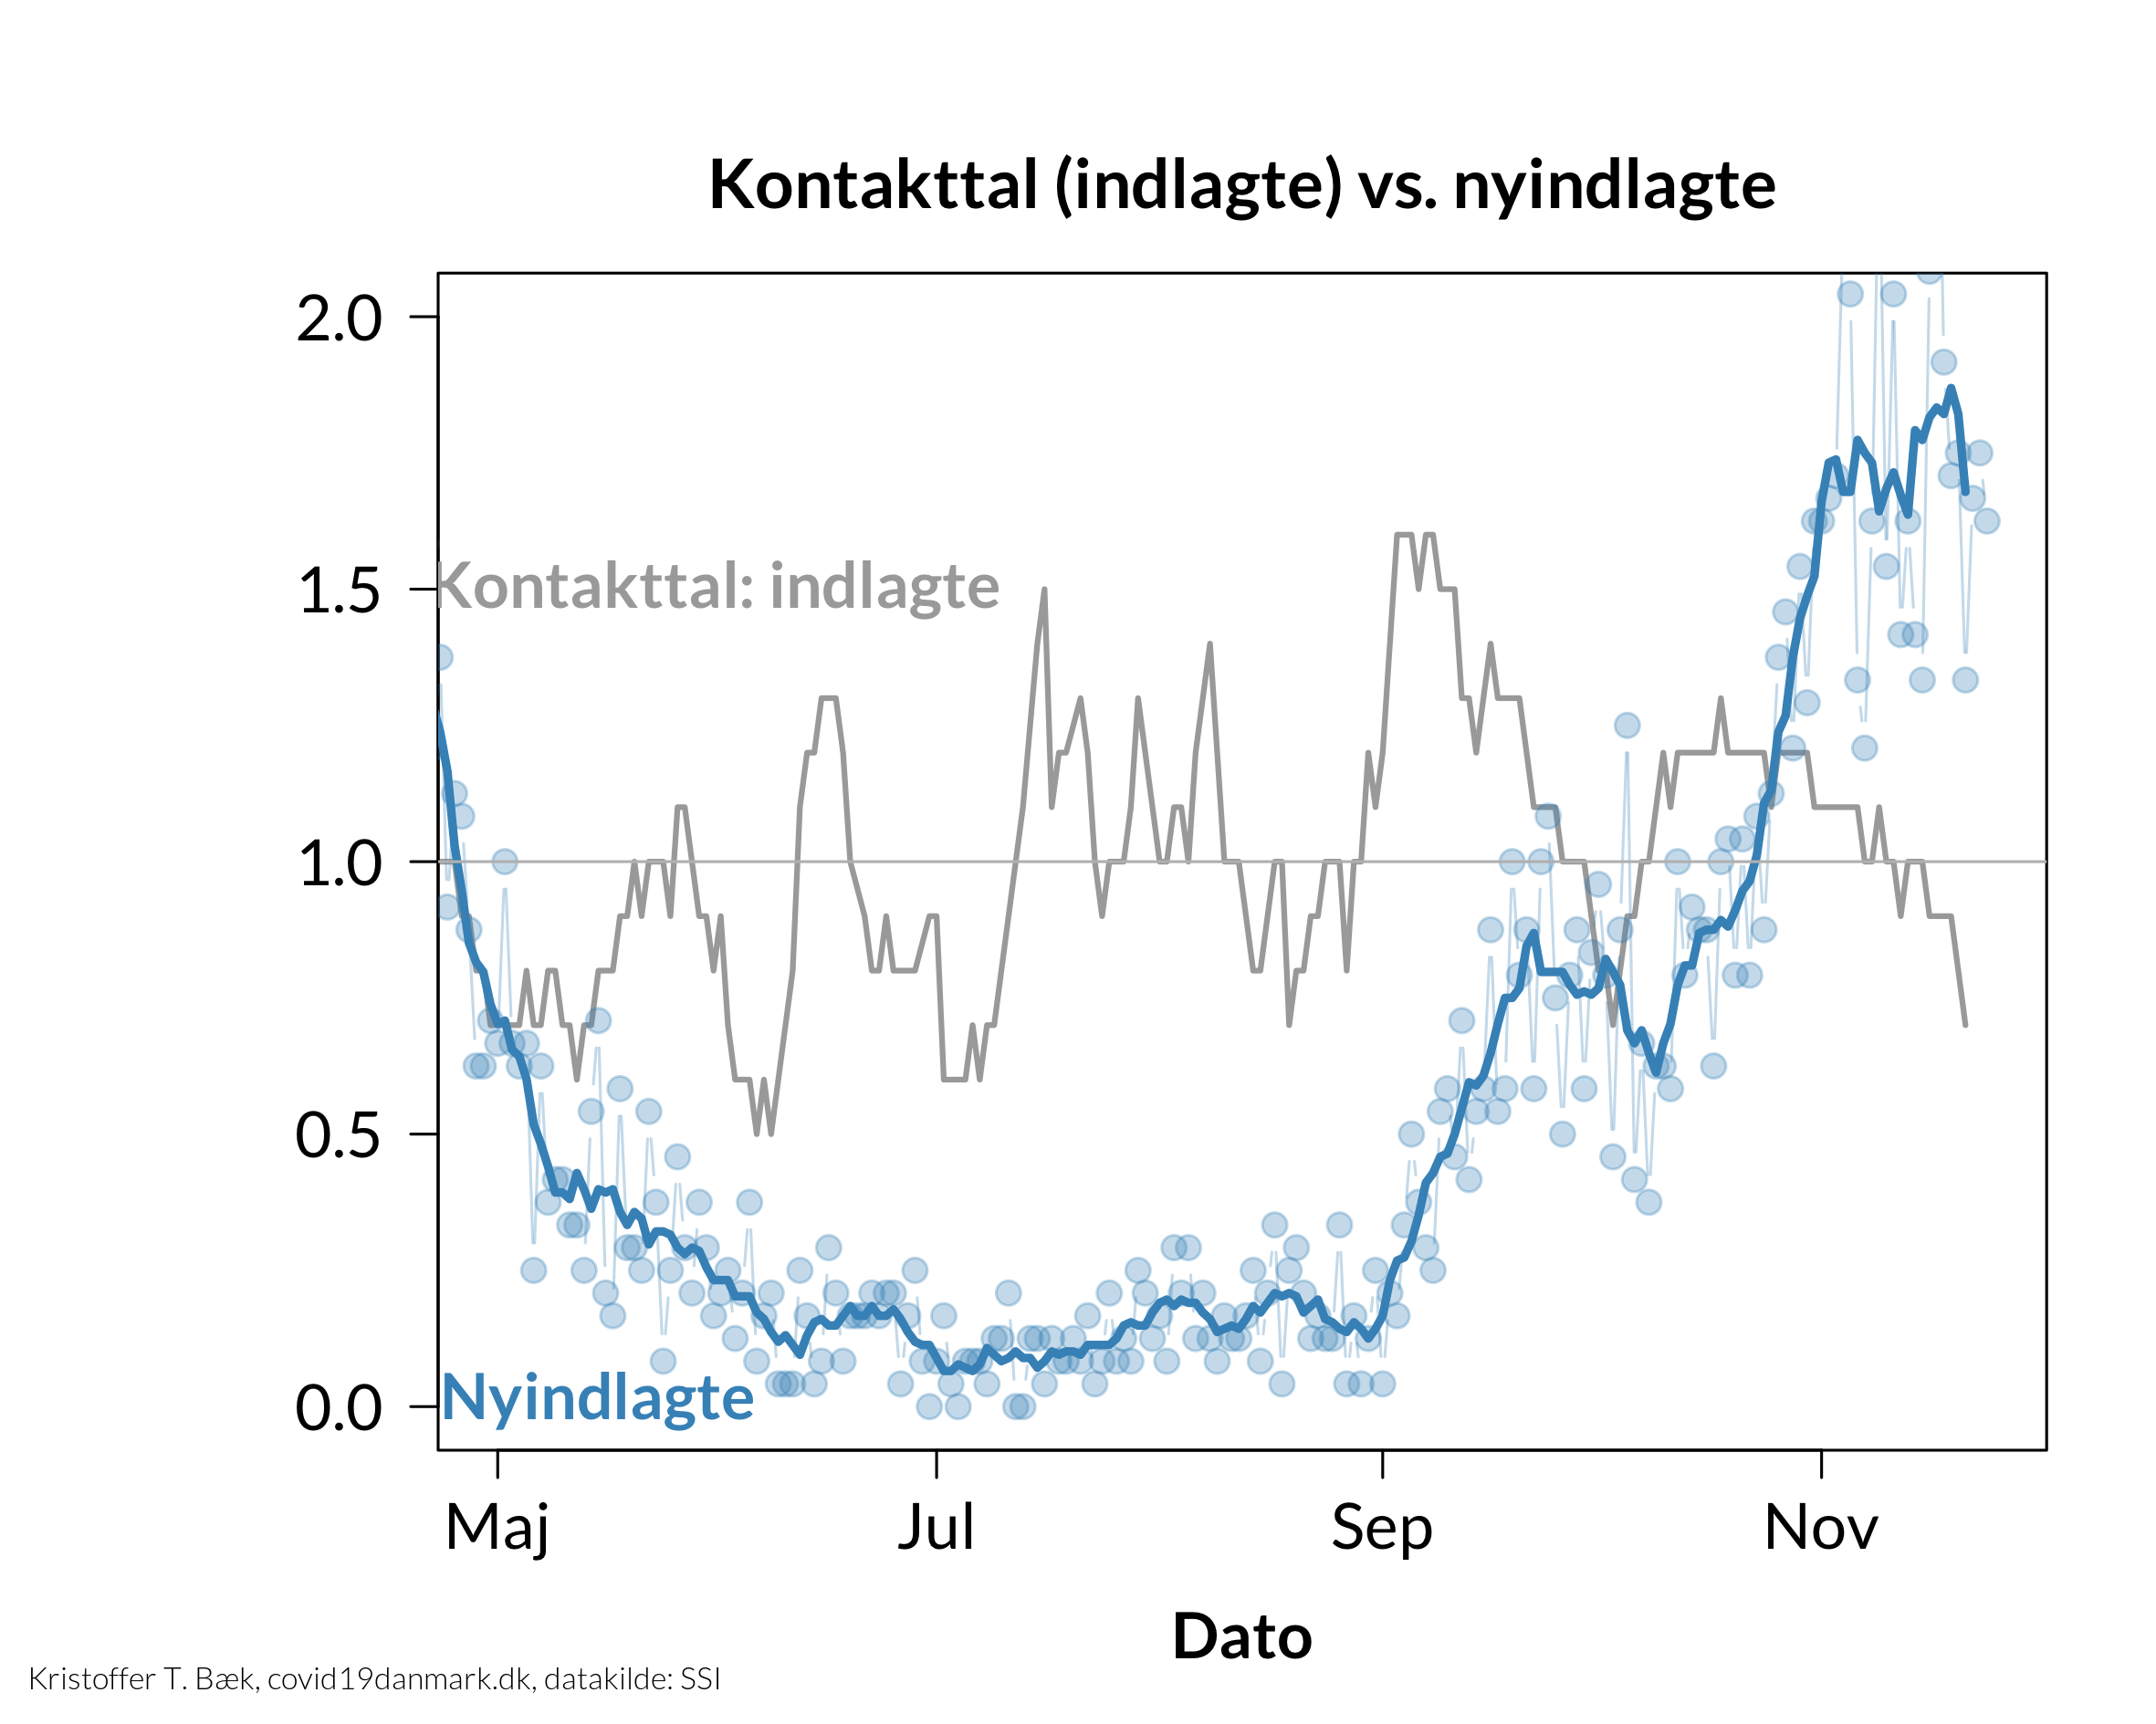 Kontakttal (indlagte) vs. nyindlagte
2.0
1.5
1.0
0.5
0.0
Kontakttal: indlagte
Nyindlagte
Maj Jul Sep Nov
Dato
Kristoffer T. Bæk, covid19danmark.dk, datakilde: SSI